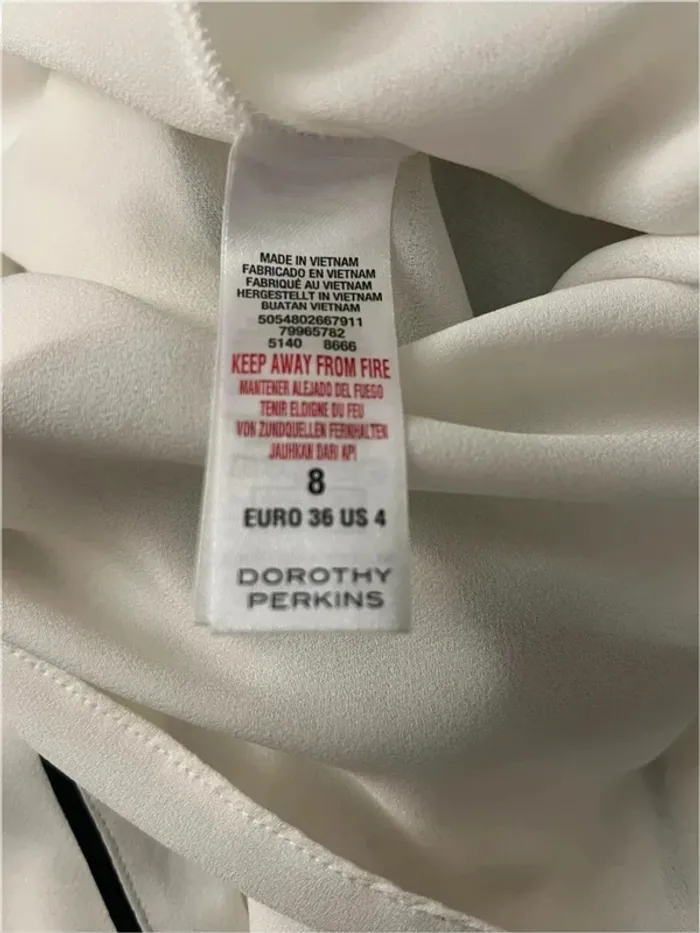 MADE IN VIETNAM
FABRICADO EN VIETNAM
FABRIQUÉ AU VIETNAM
HERGESTELLT IN VIETNAM
BUATAN VIETNAM
5054802667911
79965782
5140 8666
KEEP AWAY FROM FIRE
MANTENER ALEJADO DEL FUEGO
TENIR ELOIGNE DU FEU
VON ZUNDQUELLEN FERNHALTEN
JAUHKAN DARI API
8
EURO 36 US 4
DOROTHY
PERKINS